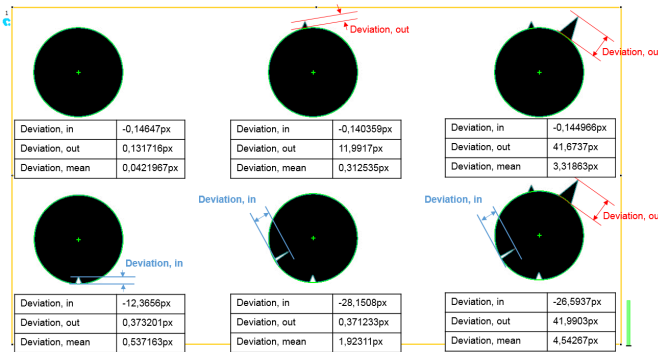 1
Deviation, out
Deviation, ou
Deviation, in -0,14647px
Deviation, out 0,131716px
Deviation, mean 0,0421967px
Deviation, in -0,140359px
Deviation, out 11,9917px
Deviation, mean 0,312535px
Deviation, in -0,144966px
Deviation, out 41,6737px
Deviation, mean 3,31863px
Deviation, in
Deviation, in
Deviation, in
Deviation, ou
Deviation, in -12,3656px
Deviation, out 0,373201px
Deviation, mean 0,537163px
Deviation, in -28,1508px
Deviation, out 0,371233px
Deviation, mean 1,92311px
Deviation, in -26,5937px
Deviation, out 41,9903px
Deviation, mean 4,54267px